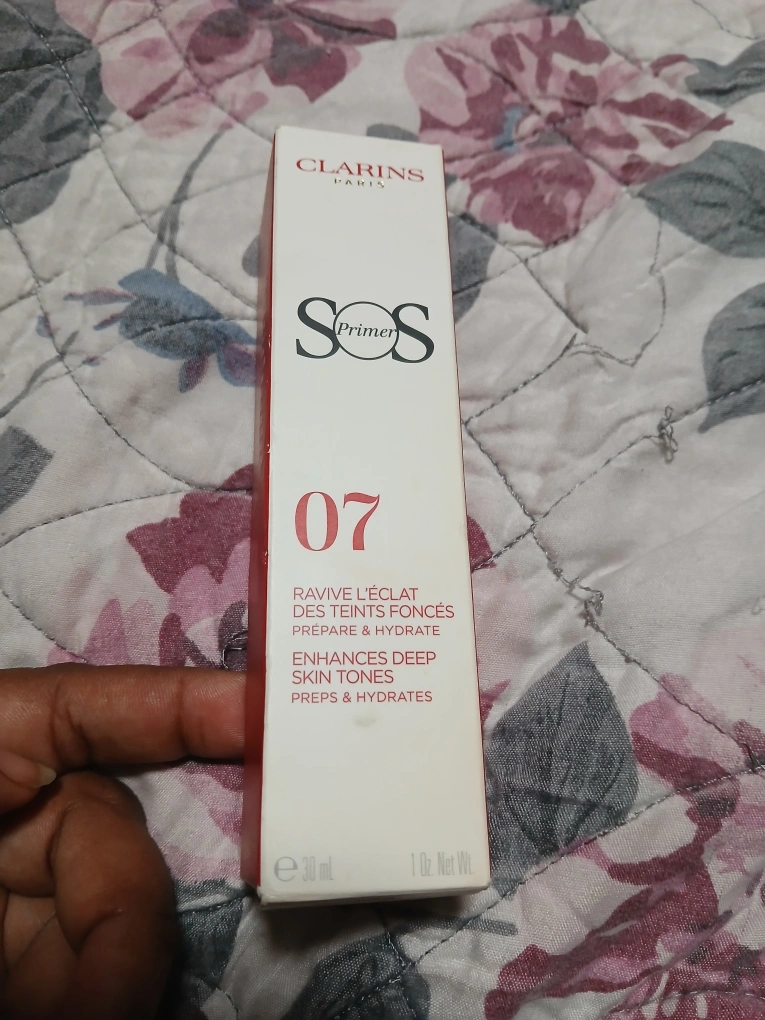 CLARINS
PARIS
SOS
Primer
07
RAVIVE L'ÉCLAT
DES TEINTS FONCÉS
PRÉPARE & HYDRATE
ENHANCES DEEP
SKIN TONES
PREPS & HYDRATES
℮ 30 mL 1 Oz. Net Wt.